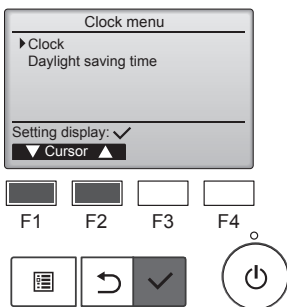 Clock menu
Clock
Daylight saving time
Setting display:
Cursor
F1 F2 F3 F4